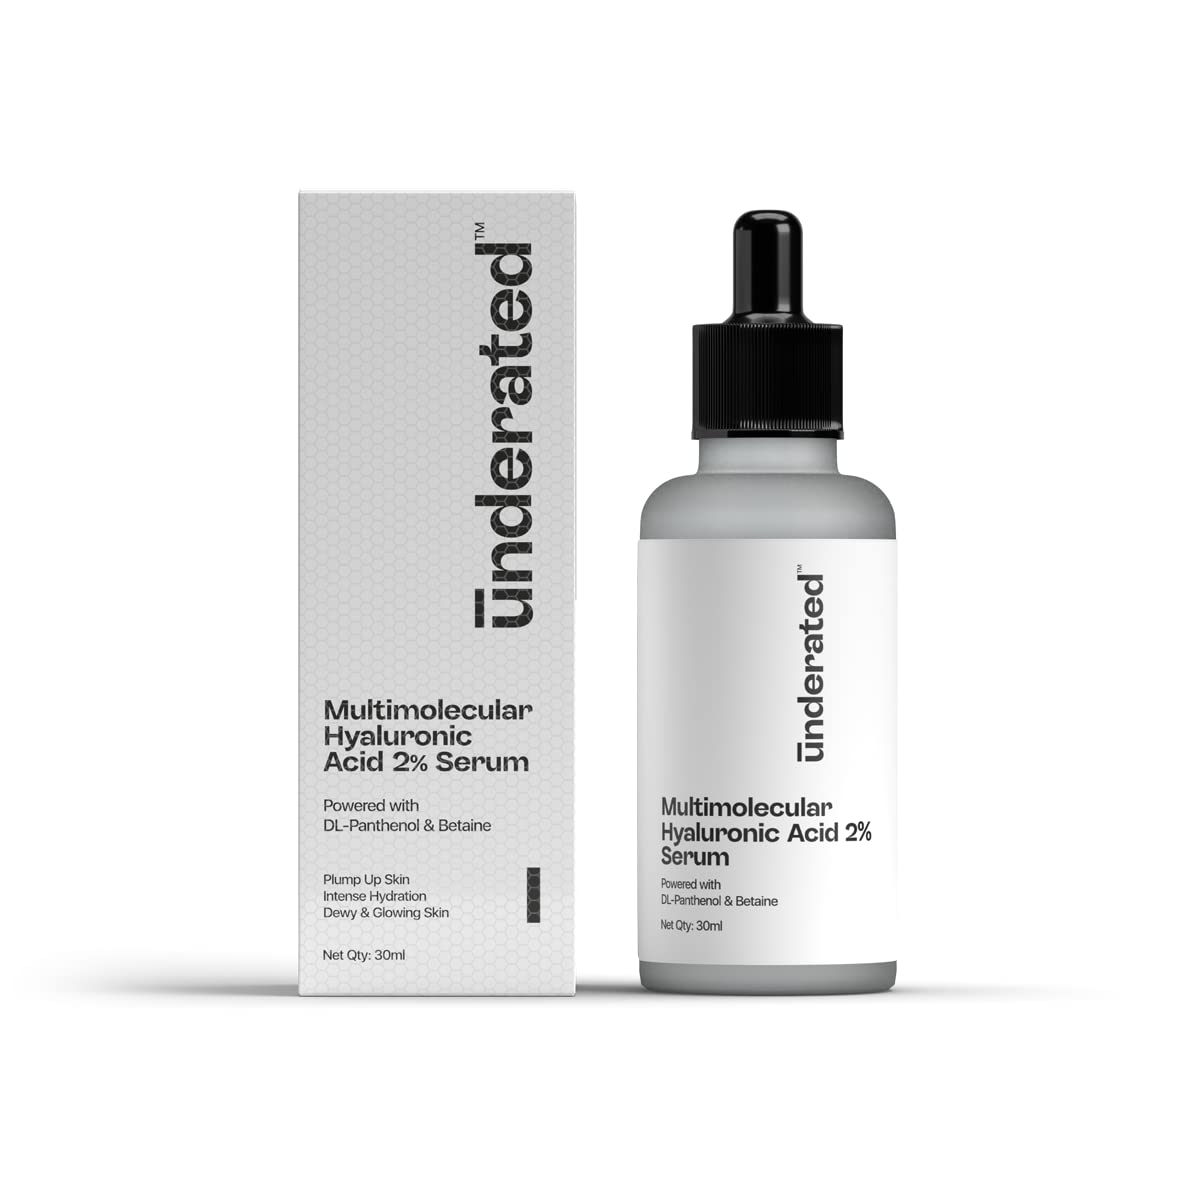 ūnderated™
Multimolecular
Hyaluronic
Acid 2% Serum
Powered with
DL-Panthenol & Betaine
Plump Up Skin
Intense Hydration
Dewy & Glowing Skin
Net Qty: 30ml
ūnderated™
Multimolecular
Hyaluronic Acid 2%
Serum
Powered with
DL-Panthenol & Betaine
Net Qty: 30ml